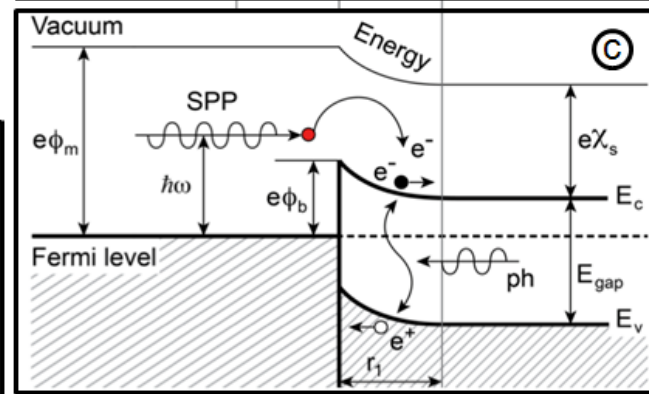 Vacuum
Energy
C
SPP
eϕm
ħω
eϕb
e-
e-
eχs
Ec
Fermi level
ph
Egap
Ev
e+
r1